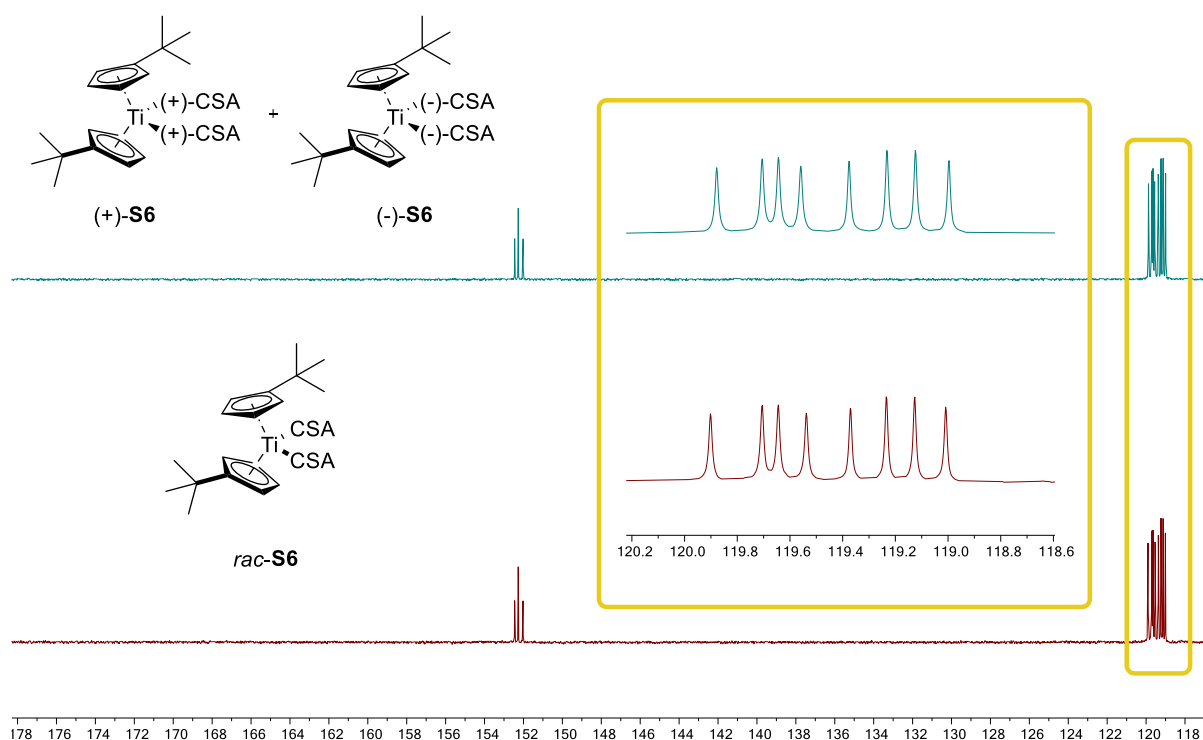 Ti (+)-CSA
(+)-CSA
+
Ti (-)-CSA
(-)-CSA
(+)-S6
(-)-S6
Ti CSA
CSA
rac-S6
120.2 120.0 119.8 119.6 119.4 119.2 119.0 118.8 118.6
178 176 174 172 170 168 166 164 162 160 158 156 154 152 150 148 146 144 142 140 138 136 134 132 130 128 126 124 122 120 118